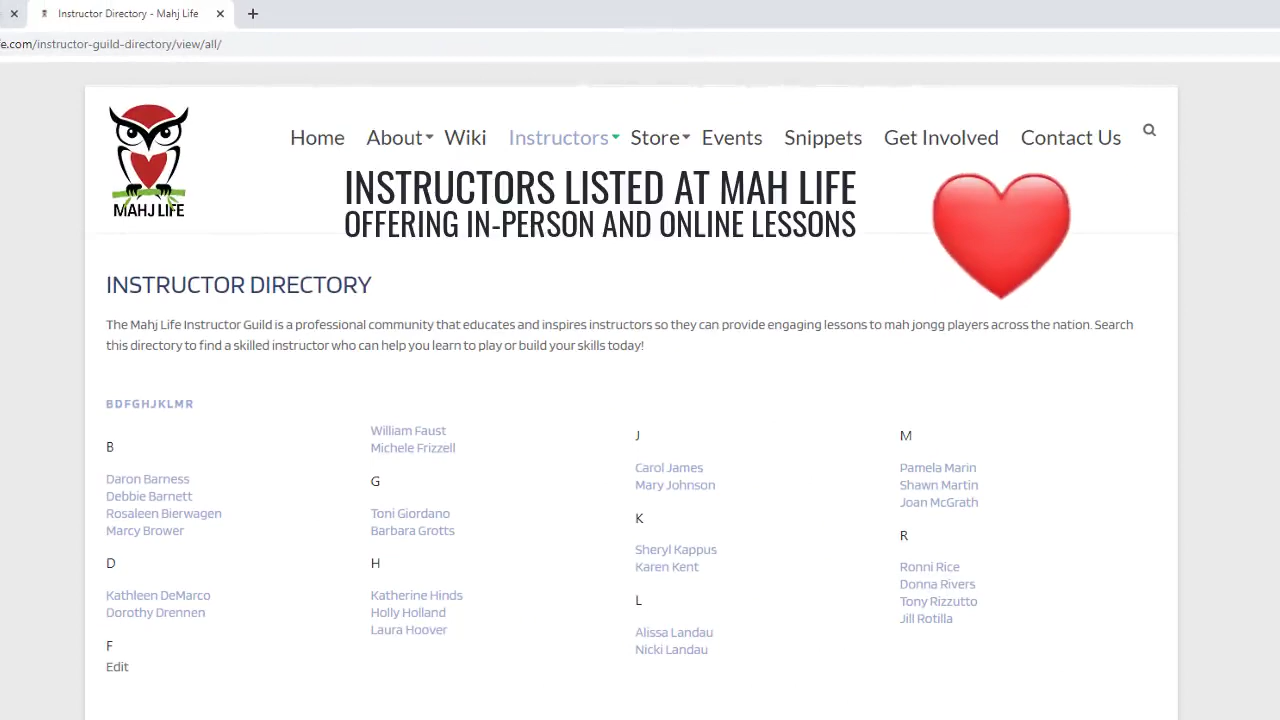 Instructor Directory - Mahj Life
fe.com/instructor-guild-directory/view/all/
MAHJ LIFE
Home About Wiki Instructors Store Events Snippets Get Involved Contact Us
INSTRUCTORS LISTED AT MAH LIFE
OFFERING IN-PERSON AND ONLINE LESSONS
INSTRUCTOR DIRECTORY
The Mahj Life Instructor Guild is a professional community that educates and inspires instructors so they can provide engaging lessons to mah jongg players across the nation. Search
this directory to find a skilled instructor who can help you learn to play or build your skills today!
BDFGHJKLMR
B
Daron Barness
Debbie Barnett
Rosaleen Bierwagen
Marcy Brower
D
Kathleen DeMarco
Dorothy Drennen
F
Edit
William Faust
Michele Frizzell
G
Toni Giordano
Barbara Grotts
H
Katherine Hinds
Holly Holland
Laura Hoover
J
Carol James
Mary Johnson
K
Sheryl Kappus
Karen Kent
L
Alissa Landau
Nicki Landau
M
Pamela Marin
Shawn Martin
Joan McGrath
R
Ronni Rice
Donna Rivers
Tony Rizzutto
Jill Rotilla